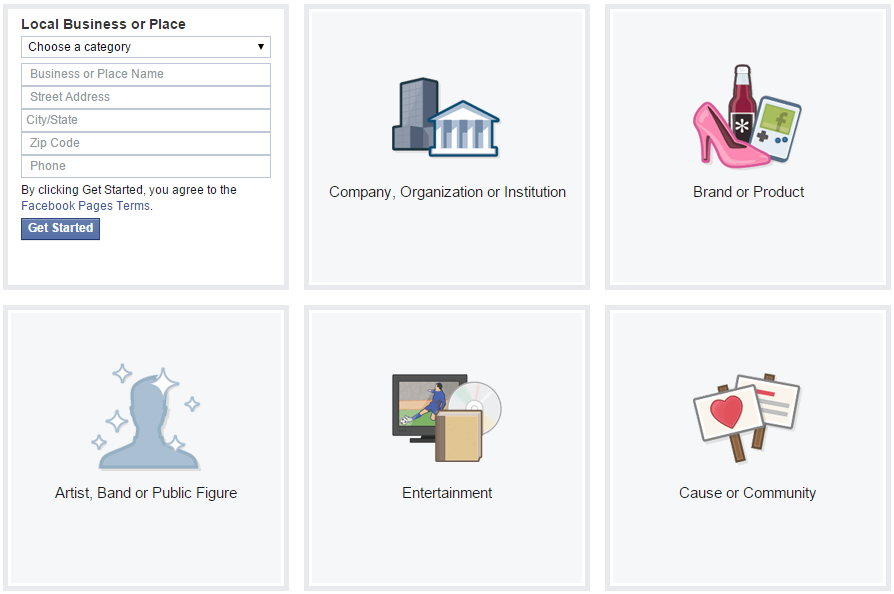 Local Business or Place
Choose a category
Business or Place Name
Street Address
City/State
Zip Code
Phone
By clicking Get Started, you agree to the
Facebook Pages Terms.
Get Started
Company, Organization or Institution
Brand or Product
Artist, Band or Public Figure
Entertainment
Cause or Community